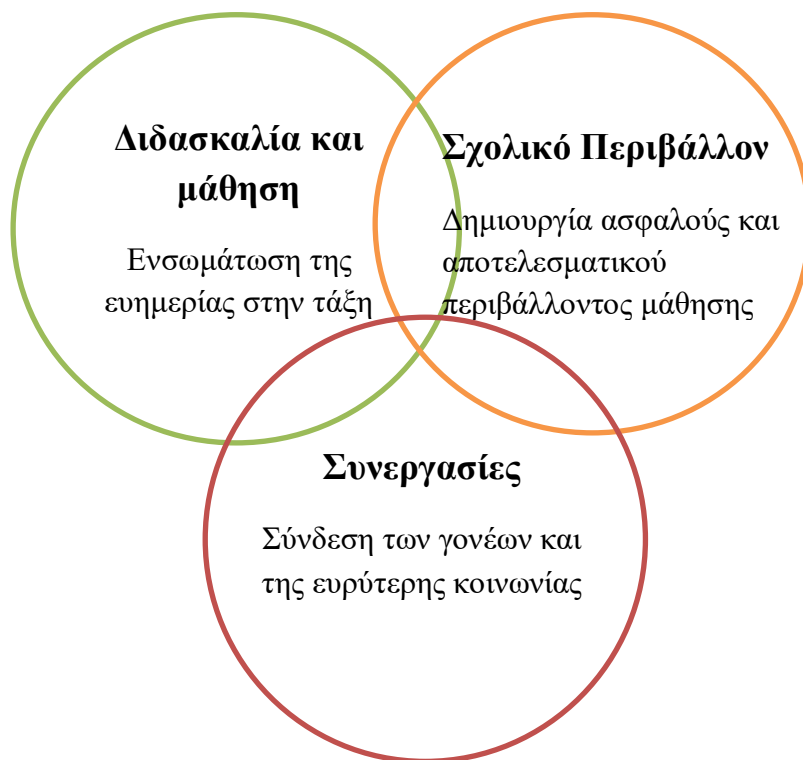 Διδασκαλία και
μάθηση
Ενσωμάτωση της
ευημερίας στην τάξη
Σχολικό Περιβάλλον
Δημιουργία ασφαλούς και
αποτελεσματικού
περιβάλλοντος μάθησης
Συνεργασίες
Σύνδεση των γονέων και
της ευρύτερης κοινωνίας